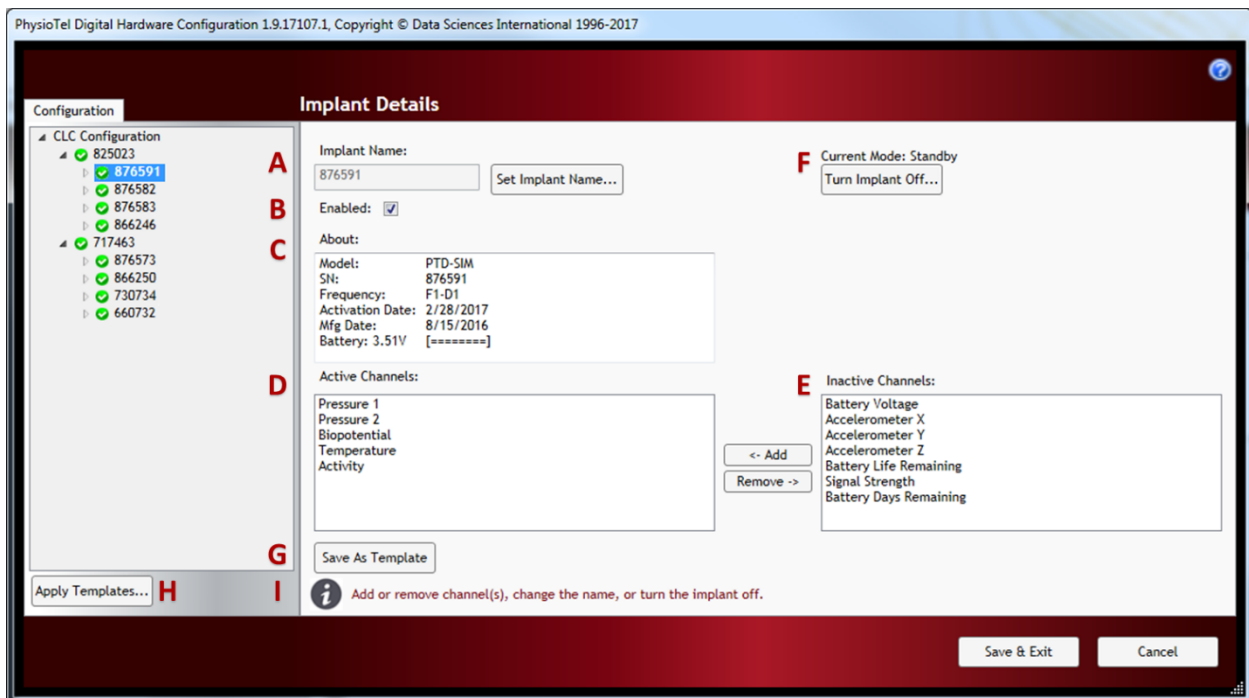 PhysioTel Digital Hardware Configuration 1.9.17107.1, Copyright © Data Sciences International 1996-2017
?
Configuration
Implant Details
CLC Configuration
825023
876591
876582
876583
866246
717463
876573
866250
730734
660732
A
Implant Name:
876591
Set Implant Name...
F
Current Mode: Standby
Turn Implant Off...
B
Enabled:
C
About:
Model: PTD-SIM
SN: 876591
Frequency: F1-D1
Activation Date: 2/28/2017
Mfg Date: 8/15/2016
Battery: 3.51V [========]
D
Active Channels:
Pressure 1
Pressure 2
Biopotential
Temperature
Activity
<- Add
Remove ->
E
Inactive Channels:
Battery Voltage
Accelerometer X
Accelerometer Y
Accelerometer Z
Battery Life Remaining
Signal Strength
Battery Days Remaining
G
Save As Template
Apply Templates...
H
I
i
Add or remove channel(s), change the name, or turn the implant off.
Save & Exit
Cancel